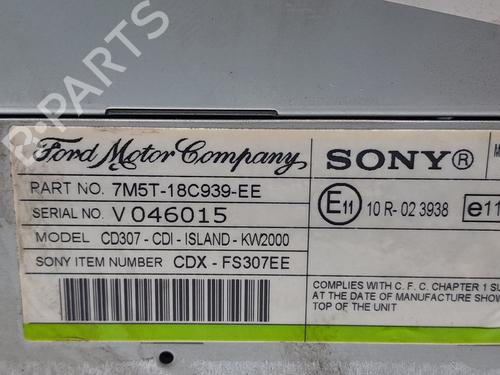 B-PARTS
Ford Motor Company
SONY®
PART NO. 7M5T-18C939-EE
SERIAL NO. V 046015
E11 10 R- 02 3938 e11
MODEL CD307 - CDI - ISLAND - KW2000
SONY ITEM NUMBER CDX - FS307EE
COMPLIES WITH C. F. C. CHAPTER 1 SU
AT THE DATE OF MANUFACTURE SHOW
TOP OF THE UNIT